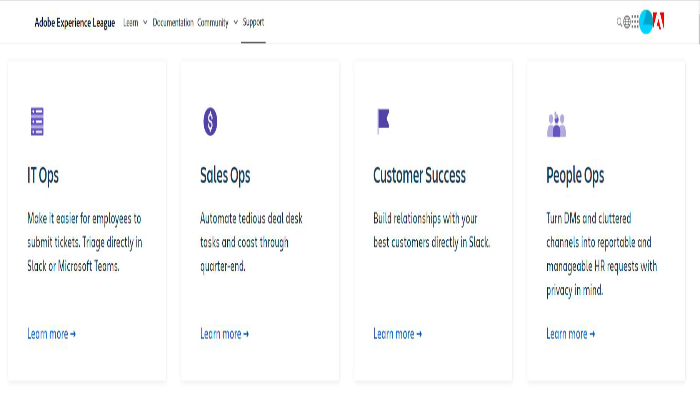 Adobe Experience League Learn Documentation Community Support
IT Ops
Make it easier for employees to
submit tickets. Triage directly in
Slack or Microsoft Teams.
Learn more →
Sales Ops
Automate tedious deal desk
tasks and coast through
quarter-end.
Learn more →
Customer Success
Build relationships with your
best customers directly in Slack.
Learn more →
People Ops
Turn DMs and cluttered
channels into reportable and
manageable HR requests with
privacy in mind.
Learn more →